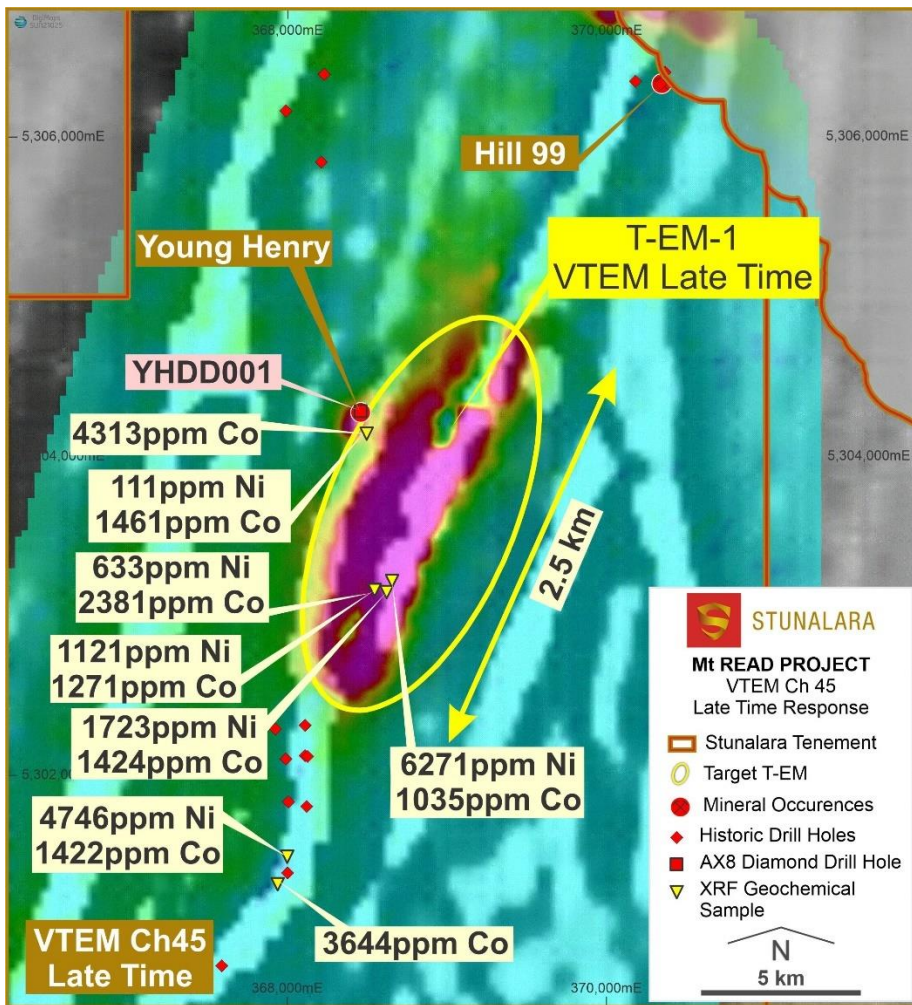 DigiMaps
SUN21025
368,000mE
370,000mE
5,306,000mE
5,306,000mE
Hill 99
Young Henry
T-EM-1
VTEM Late Time
YHDD001
4313ppm Co
04,000mE
5,304,000mE
111ppm Ni
1461ppm Co
633ppm Ni
2381ppm Co
2.5 km
1121ppm Ni
1271ppm Co
1723ppm Ni
1424ppm Co
6271ppm Ni
1035ppm Co
5,302,000mE
4746ppm Ni
1422ppm Co
3644ppm Co
VTEM Ch45
Late Time
368,000mE
370,000mE
S STUNALARA
Mt READ PROJECT
VTEM Ch 45
Late Time Response
Stunalara Tenement
Target T-EM
Mineral Occurences
Historic Drill Holes
AX8 Diamond Drill Hole
XRF Geochemical
Sample
N
5 km